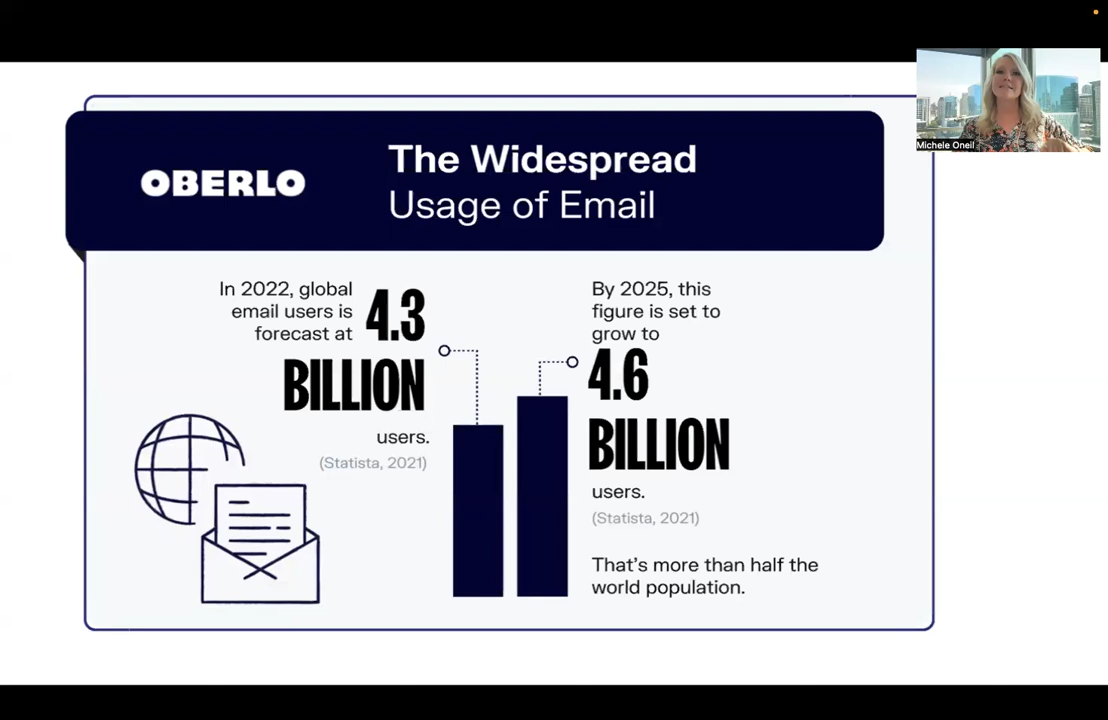 Michele Oneil
OBERLO
The Widespread
Usage of Email
In 2022, global
email users is
forecast at
4.3
BILLION
users.
(Statista, 2021)
By 2025, this
figure is set to
grow to
4.6
BILLION
users.
(Statista, 2021)
That's more than half the
world population.